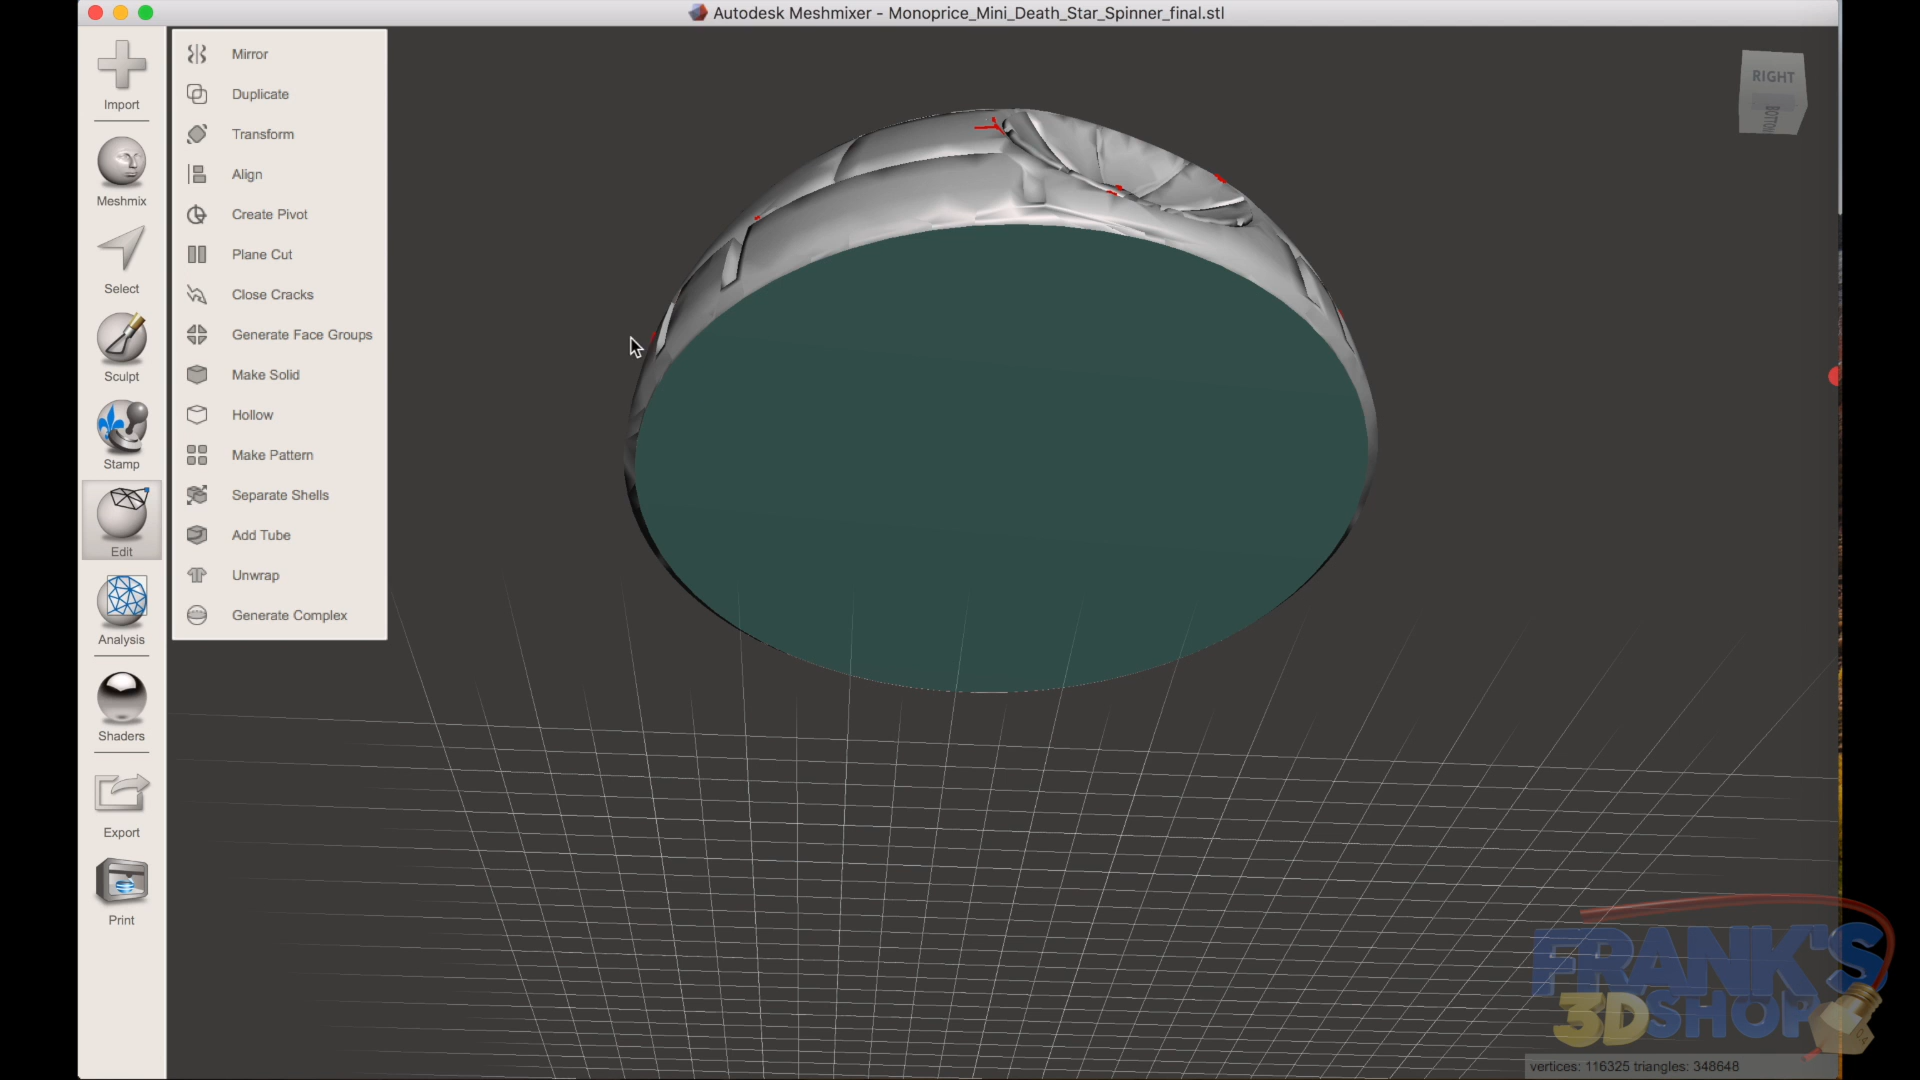 Autodesk Meshmixer - Monoprice_Mini_Death_Star_Spinner_final.stl
Import
Meshmix
Select
Sculpt
Stamp
Edit
Analysis
Shaders
Export
Print
Mirror
Duplicate
Transform
Align
Create Pivot
Plane Cut
Close Cracks
Generate Face Groups
Make Solid
Hollow
Make Pattern
Separate Shells
Add Tube
Unwrap
Generate Complex
RIGHT
BOTTOM
FRANK'S
3DSHOP
vertices: 116325 triangles: 348648